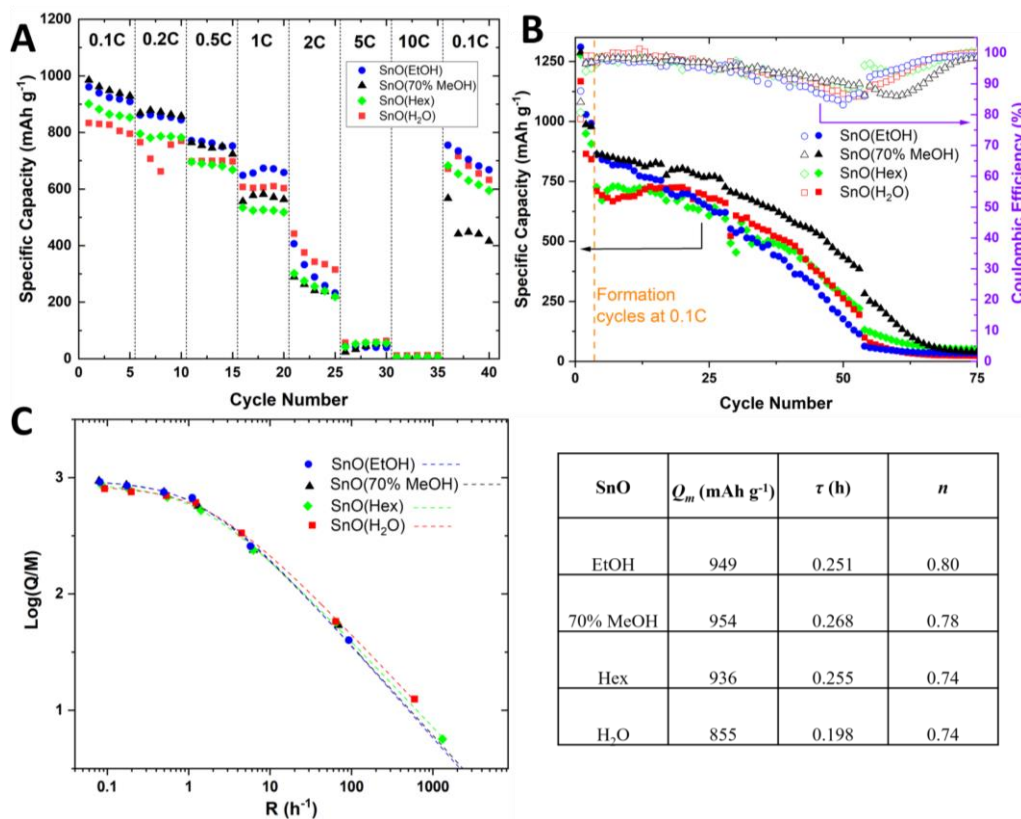 A
0.1C 0.2C 0.5C 1C 2C 5C 10C 0.1C
SnO(EtOH)
SnO(70% MeOH)
SnO(Hex)
SnO(H₂O)
1200
1000
800
600
400
200
0
Specific Capacity (mAh g⁻¹)
0 5 10 15 20 25 30 35 40
Cycle Number
B
1250
1000
750
500
250
0
Specific Capacity (mAh g⁻¹)
SnO(EtOH)
SnO(70% MeOH)
SnO(Hex)
SnO(H₂O)
Formation
cycles at 0.1C
100
90
80
70
60
50
40
30
20
10
0
Coulombic Efficiency (%)
0 25 50 75
Cycle Number
C
SnO(EtOH)
SnO(70% MeOH)
SnO(Hex)
SnO(H₂O)
3
2
1
Log(Q/M)
0.1 1 10 100 1000
R (h⁻¹)
SnO Qₘ (mAh g⁻¹) τ (h) n
EtOH 949 0.251 0.80
70% MeOH 954 0.268 0.78
Hex 936 0.255 0.74
H₂O 855 0.198 0.74